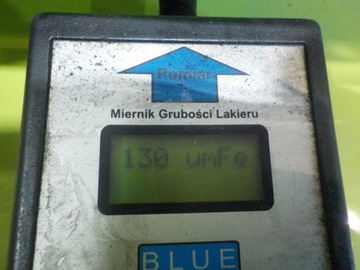 Pomiar
Miernik Grubości Lakieru
130 umFe
BLUE